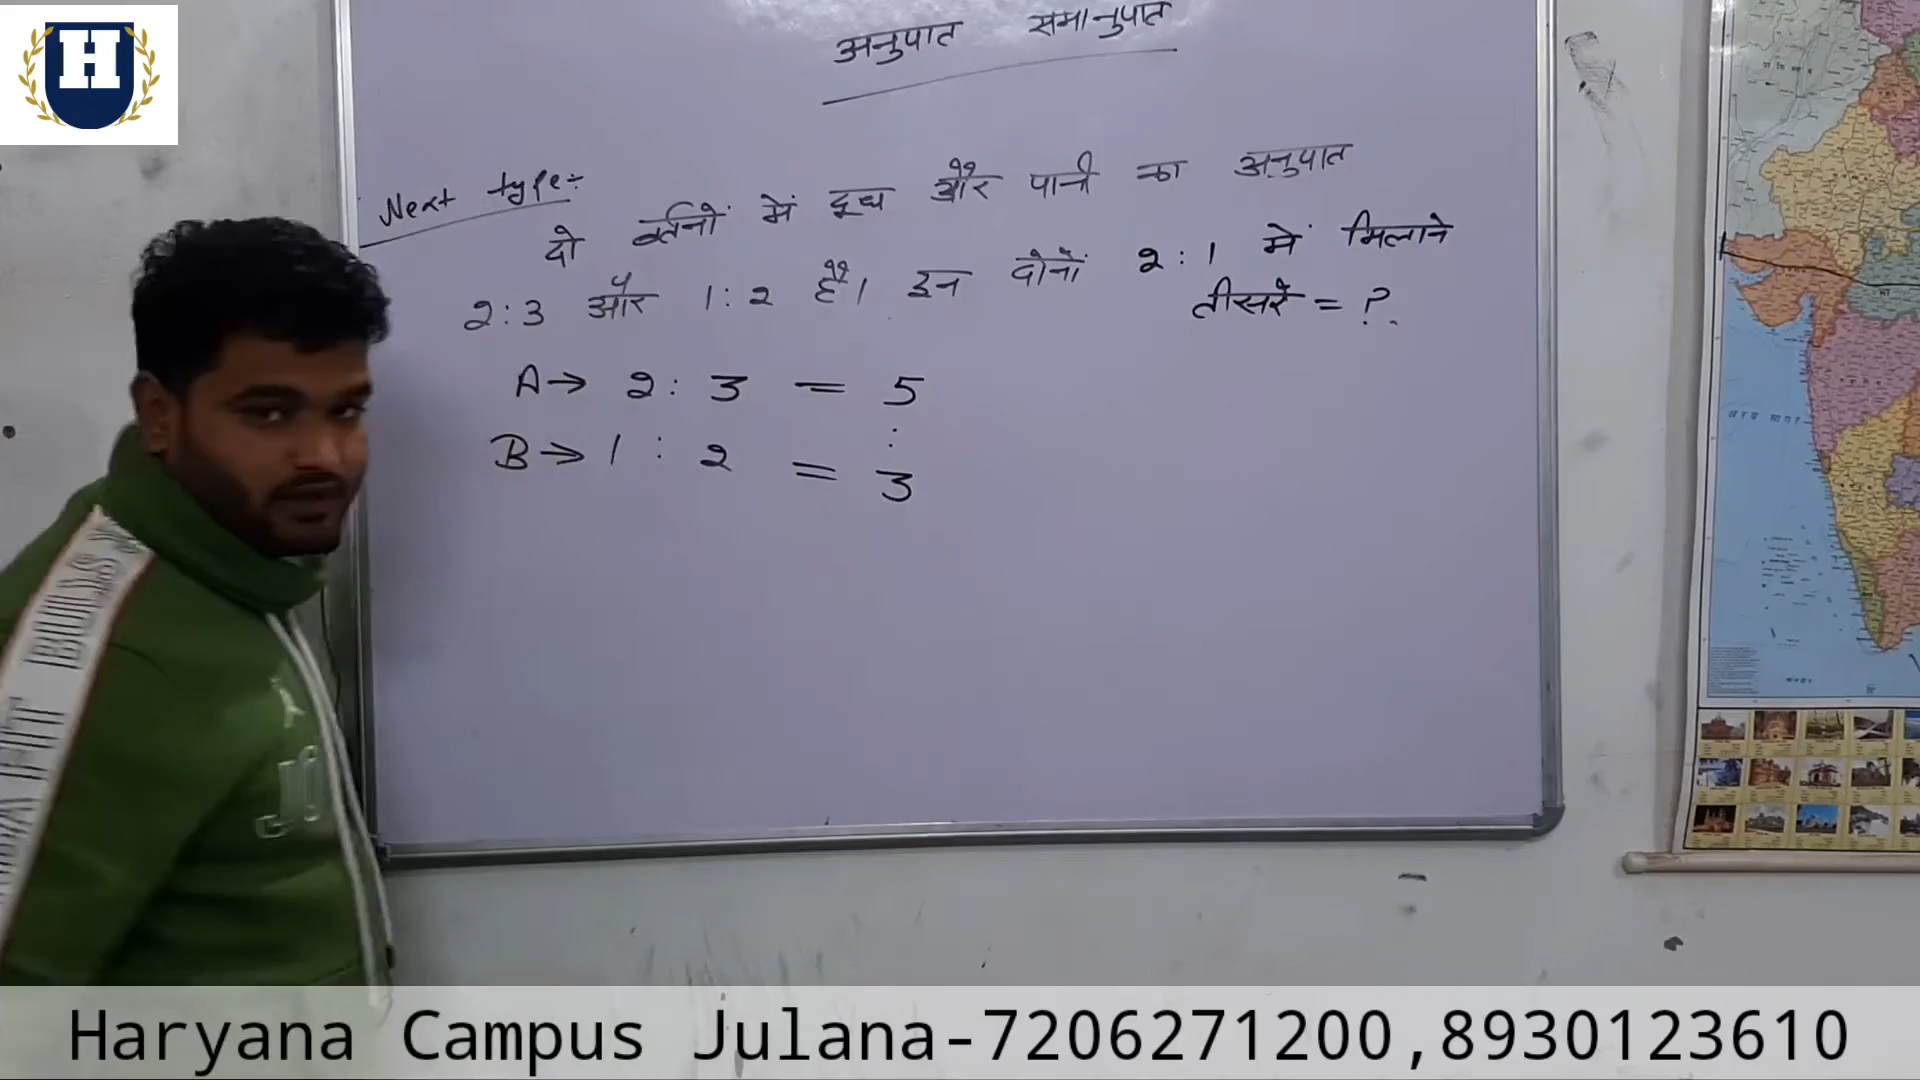 H
अनुपात समानुपात
Next type:-
दो बर्तनों में दूध और पानी का अनुपात
2:3 और 1:2 है। इन दोनों 2:1 में मिलाने
तीसरे = ?
A → 2 : 3 = 5
:
B → 1 : 2 = 3
Haryana Campus Julana-7206271200,8930123610